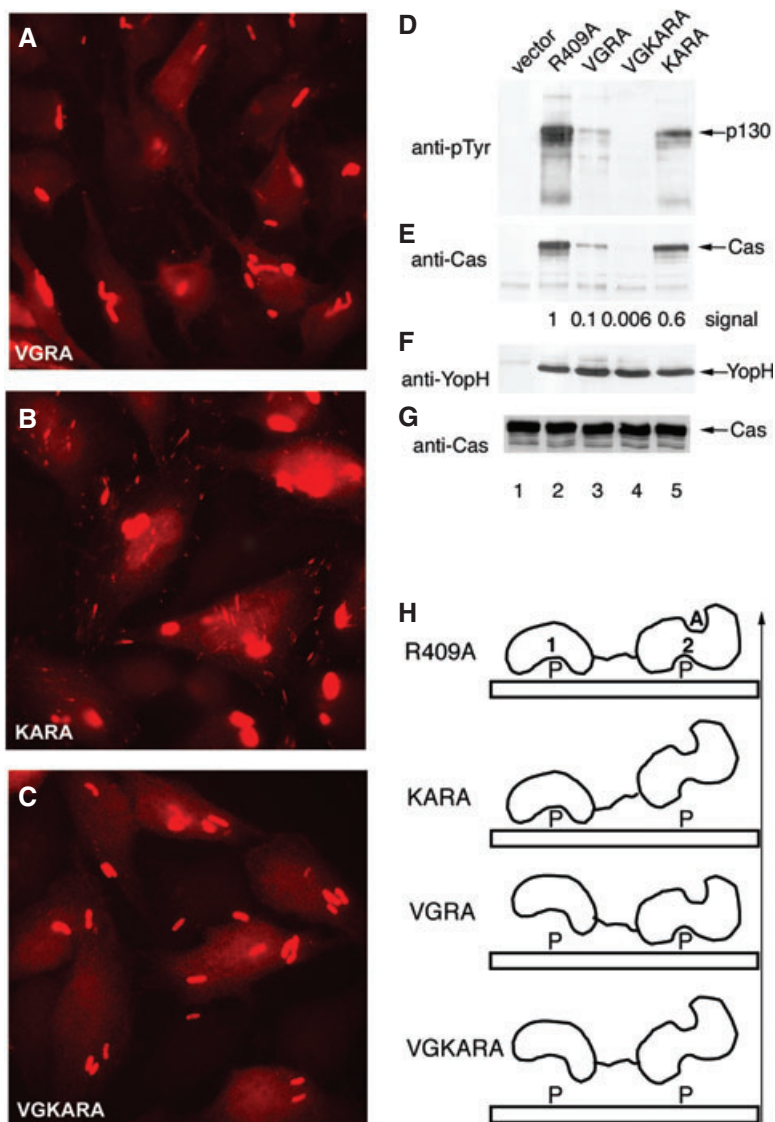 A
VGRA
B
KARA
C
VGKARA
D
vector
R409A
VGRA
VGKARA
KARA
anti-pTyr
p130
E
anti-Cas
Cas
1 0.1 0.006 0.6 signal
F
anti-YopH
YopH
G
anti-Cas
Cas
1 2 3 4 5
H
R409A
1
2
A
P P
KARA
P P
VGRA
P P
VGKARA
P P